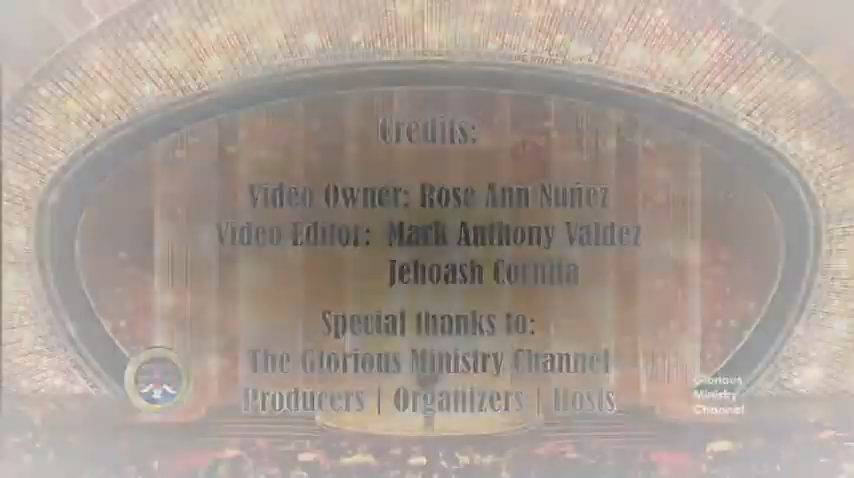 Credits:
Video Owner: Rose Ann Nuñez
Video Editor: Mark Anthony Valdez
Jehoash Cornita
Special thanks to:
The Glorious Ministry Channel
Producers | Organizers | Hosts
Glorious
Ministry
Channel